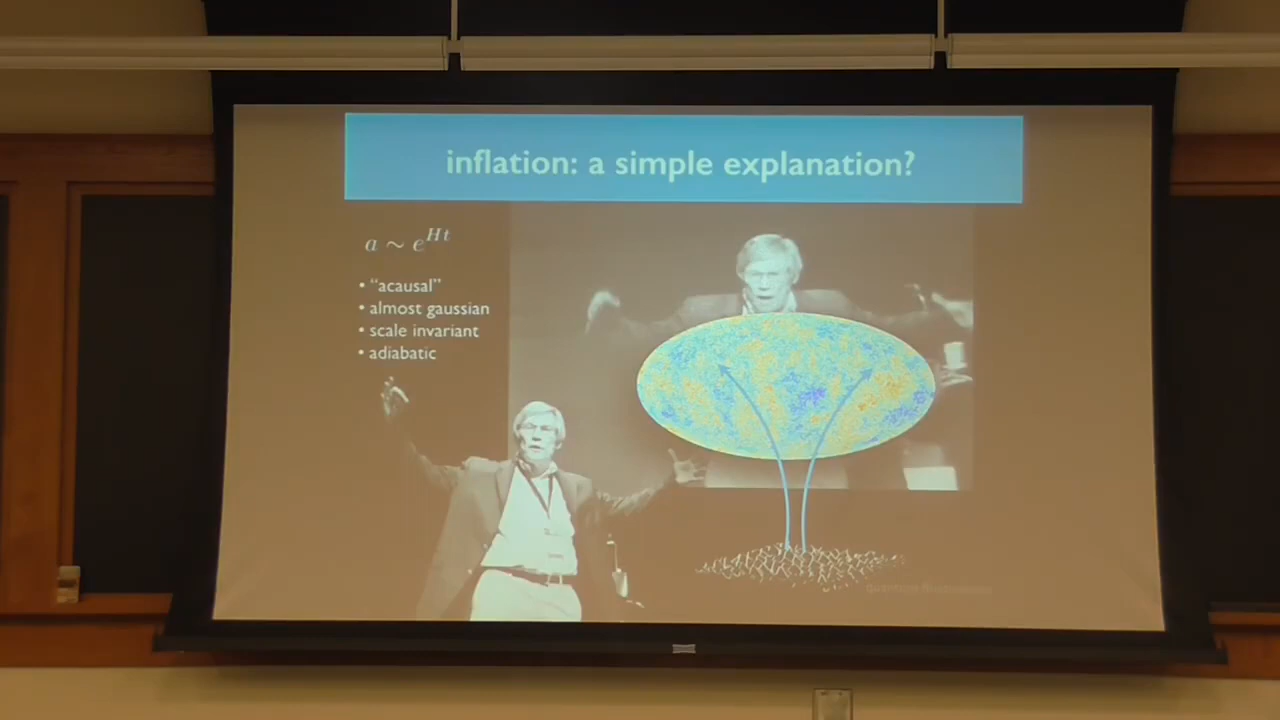 inflation: a simple explanation?
a ∼ e^{Ht}
• “acausal”
• almost gaussian
• scale invariant
• adiabatic